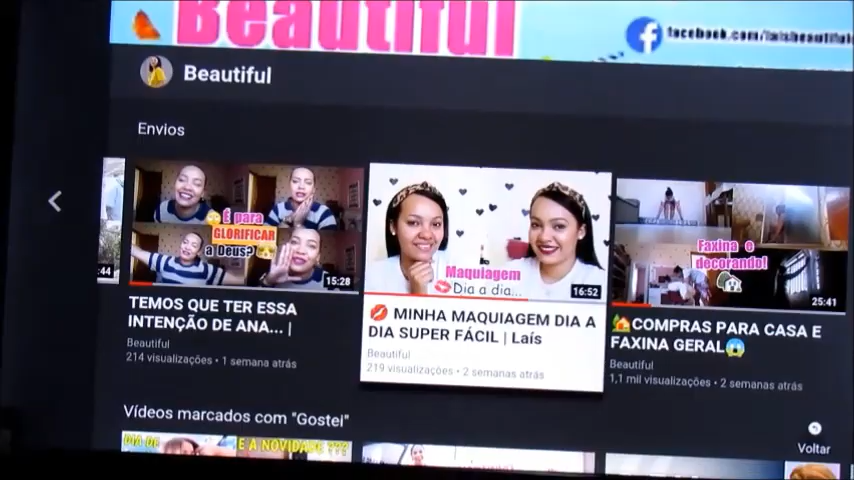 Beautiful
Beautiful
Envios
:44
É para
GLORIFICAR
a Deus?
15:28
Maquiagem
Dia a dia...
16:52
Faxina e
decorando!
25:41
TEMOS QUE TER ESSA
INTENÇÃO DE ANA... |
Beautiful
214 visualizações • 1 semana atrás
💋 MINHA MAQUIAGEM DIA A
DIA SUPER FÁCIL | Laís
Beautiful
219 visualizações • 2 semanas atrás
🏡COMPRAS PARA CASA E
FAXINA GERAL😱
Beautiful
1,1 mil visualizações • 2 semanas atrás
Vídeos marcados com "Gostei"
Voltar
DIA DE
E A NOVIDADE ???